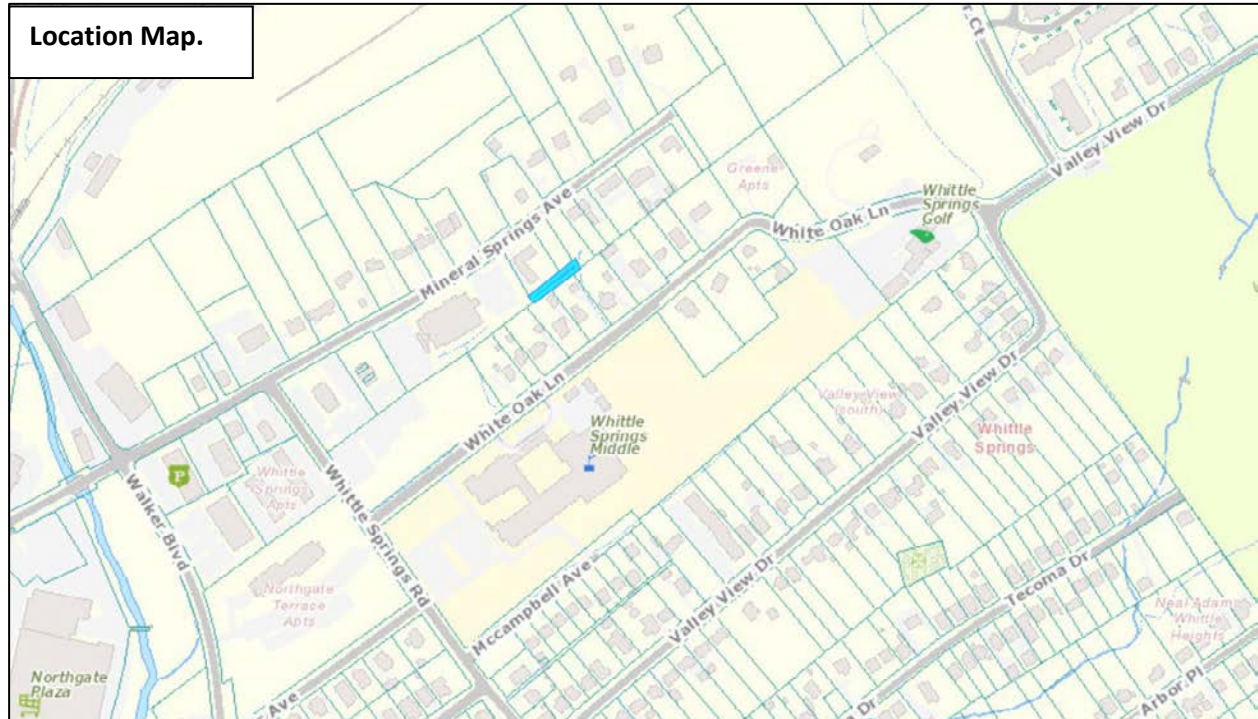 Location Map.
Ct
Valley View Dr
Greene
Apts
Whittle
Springs
Golf
White Oak Ln
Mineral Springs Ave
White Oak Ln
Whittle
Springs
Middle
Valley View
(south)
Valley View Dr
Whittle
Springs
P
Whittle
Springs
Apts
Walker Blvd
Whittle Springs Rd
Northgate
Terrace
Apts
Mccampbell Ave
Valley View Dr
Tecoma Dr
Neal Adam
Whittle
Heights
Northgate
Plaza
Ave
Dr
Arbor Pl